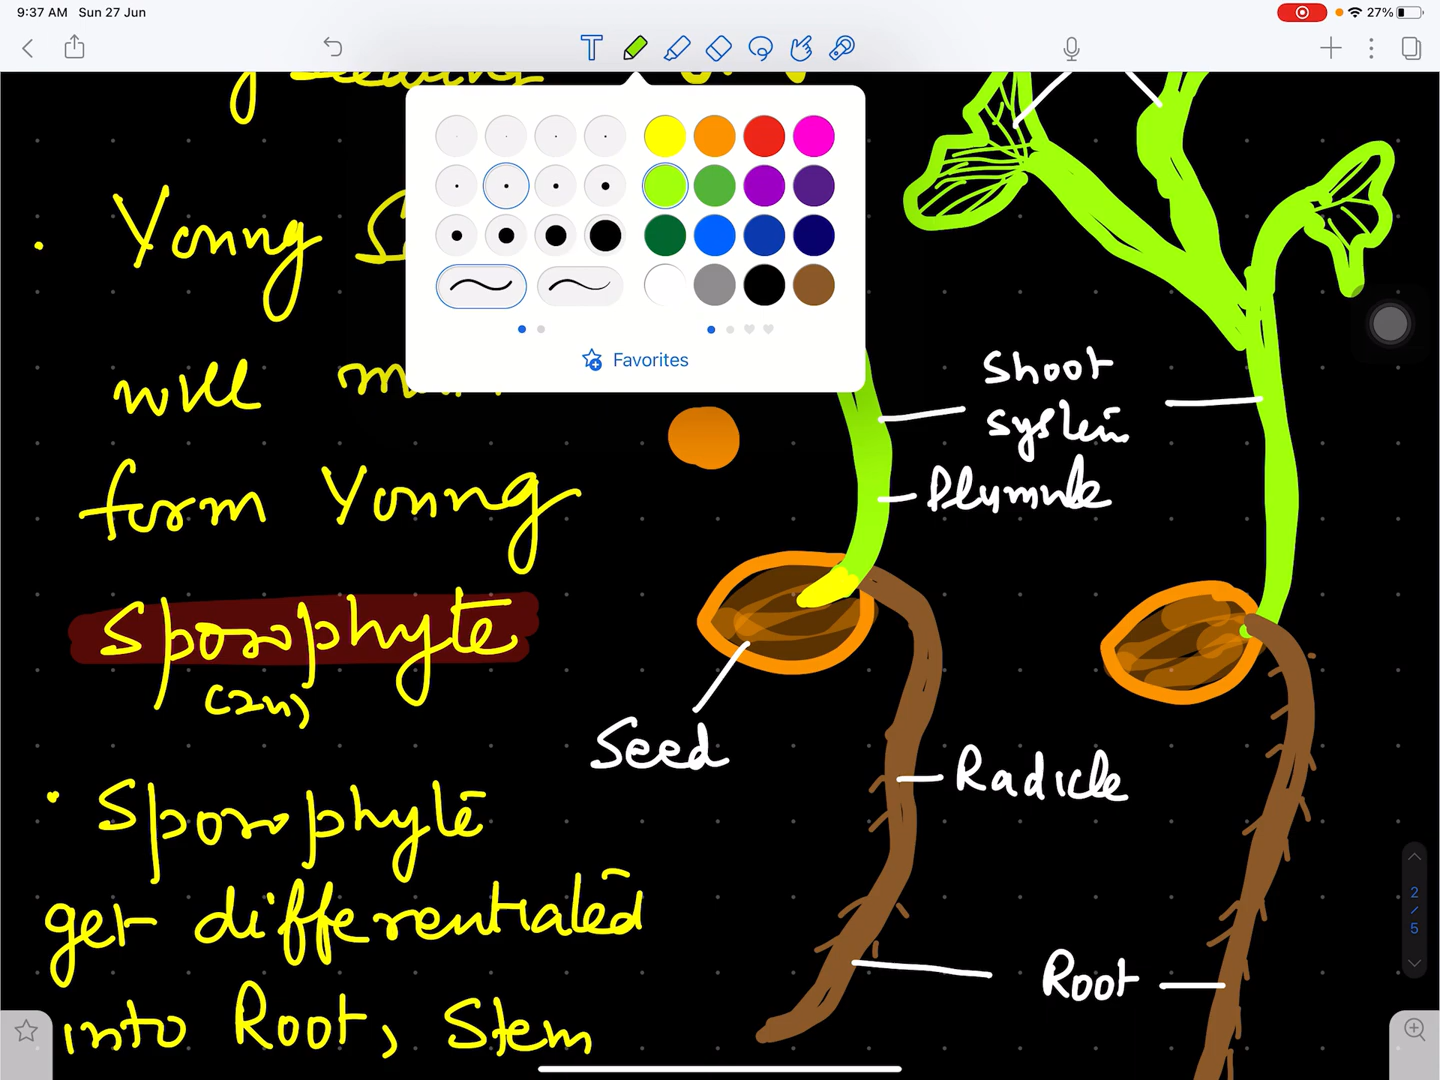 9:37 AM Sun 27 Jun
27%
Favorites
Young
will
form Young
Sporophyte
(2n)
Sporophyte
get differentiated
into Root, Stem
Shoot
system
Plumule
Seed
Radicle
Root
2
/
5